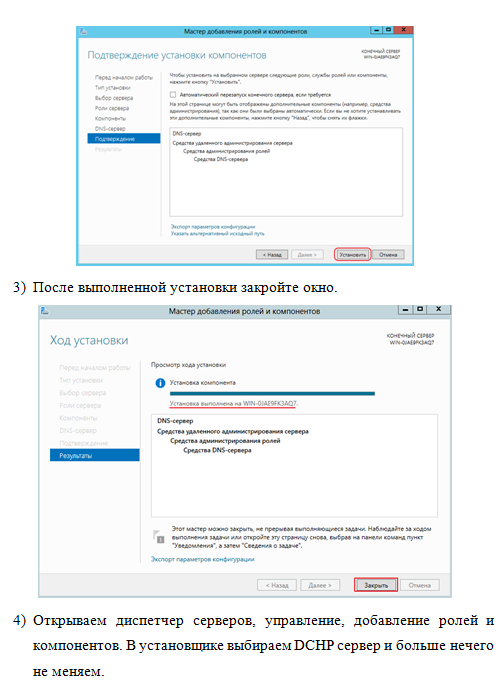 Мастер добавления ролей и компонентов
Подтверждение установки компонентов
КОНЕЧНЫЙ СЕРВЕР
WIN-0JAE9FK3AQ7
Перед началом работы
Тип установки
Выбор сервера
Роли сервера
Компоненты
DNS-сервер
Подтверждение
Результаты
Чтобы установить на выбранном сервере следующие роли, службы ролей или компоненты,
нажмите кнопку "Установить".
Автоматический перезапуск конечного сервера, если требуется
На этой странице могут быть отображены дополнительные компоненты (например, средства
администрирования), так как они были выбраны автоматически. Если вы не хотите устанавливать
эти дополнительные компоненты, нажмите кнопку "Назад", чтобы снять их флажки.
DNS-сервер
Средства удаленного администрирования сервера
Средства администрирования ролей
Средства DNS-сервера
Экспорт параметров конфигурации
Указать альтернативный исходный путь
< Назад
Далее >
Установить
Отмена
3) После выполненной установки закройте окно.
Мастер добавления ролей и компонентов
Ход установки
КОНЕЧНЫЙ СЕРВЕР
WIN-0JAE9FK3AQ7
Перед началом работы
Тип установки
Выбор сервера
Роли сервера
Компоненты
DNS-сервер
Подтверждение
Результаты
Просмотр хода установки
Установка компонента
Установка выполнена на WIN-0JAE9FK3AQ7.
DNS-сервер
Средства удаленного администрирования сервера
Средства администрирования ролей
Средства DNS-сервера
Этот мастер можно закрыть, не прерывая выполняющиеся задачи. Наблюдайте за ходом
выполнения задачи или откройте эту страницу снова, выбрав на панели команд пункт
"Уведомления", а затем "Сведения о задаче".
Экспорт параметров конфигурации
< Назад
Далее >
Закрыть
Отмена
4) Открываем диспетчер серверов, управление, добавление ролей и
компонентов. В установщике выбираем DCHP сервер и больше нечего
не меняем.